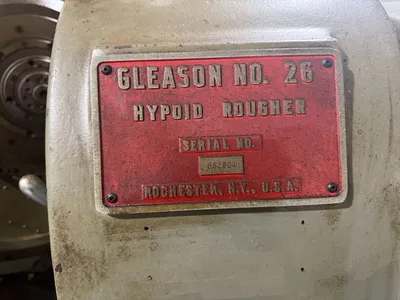 GLEASON NO. 26
HYPOID ROUGHER
SERIAL NO.
ROCHESTER, N.Y., U.S.A.